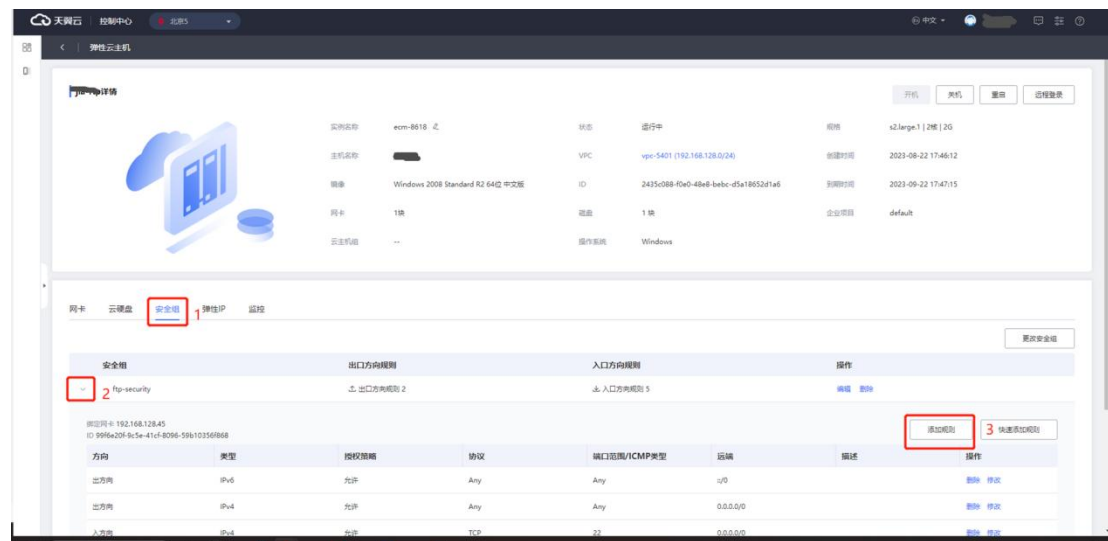 天翼云 控制中心 北京5 中文
弹性云主机
详情 开机 关机 重启 远程登录
实例名称 ecm-8618 状态 运行中 规格 s2.large.1 | 2核 | 2G
主机名称 VPC vpc-5401 (192.168.128.0/24) 创建时间 2023-08-22 17:46:12
镜像 Windows 2008 Standard R2 64位 中文版 ID 2435c088-f0e0-48e8-bebc-d5a18652d1a6 到期时间 2023-09-22 17:47:15
网卡 1块 磁盘 1 块 企业项目 default
云主机组 -- 操作系统 Windows
网卡 云硬盘 安全组 1 弹性IP 监控
更改安全组
安全组 出口方向规则 入口方向规则 操作
2 ftp-security 出口方向规则 2 入口方向规则 5 编辑 删除
绑定网卡 192.168.128.45 添加规则 3 快速添加规则
ID 99f6e20f-9c5e-41cf-8096-59b10356f868
方向 类型 授权策略 协议 端口范围/ICMP类型 远端 描述 操作
出方向 IPv6 允许 Any Any ::/0 删除 修改
出方向 IPv4 允许 Any Any 0.0.0.0/0 删除 修改
入方向 IPv4 允许 TCP 22 0.0.0.0/0 删除 修改